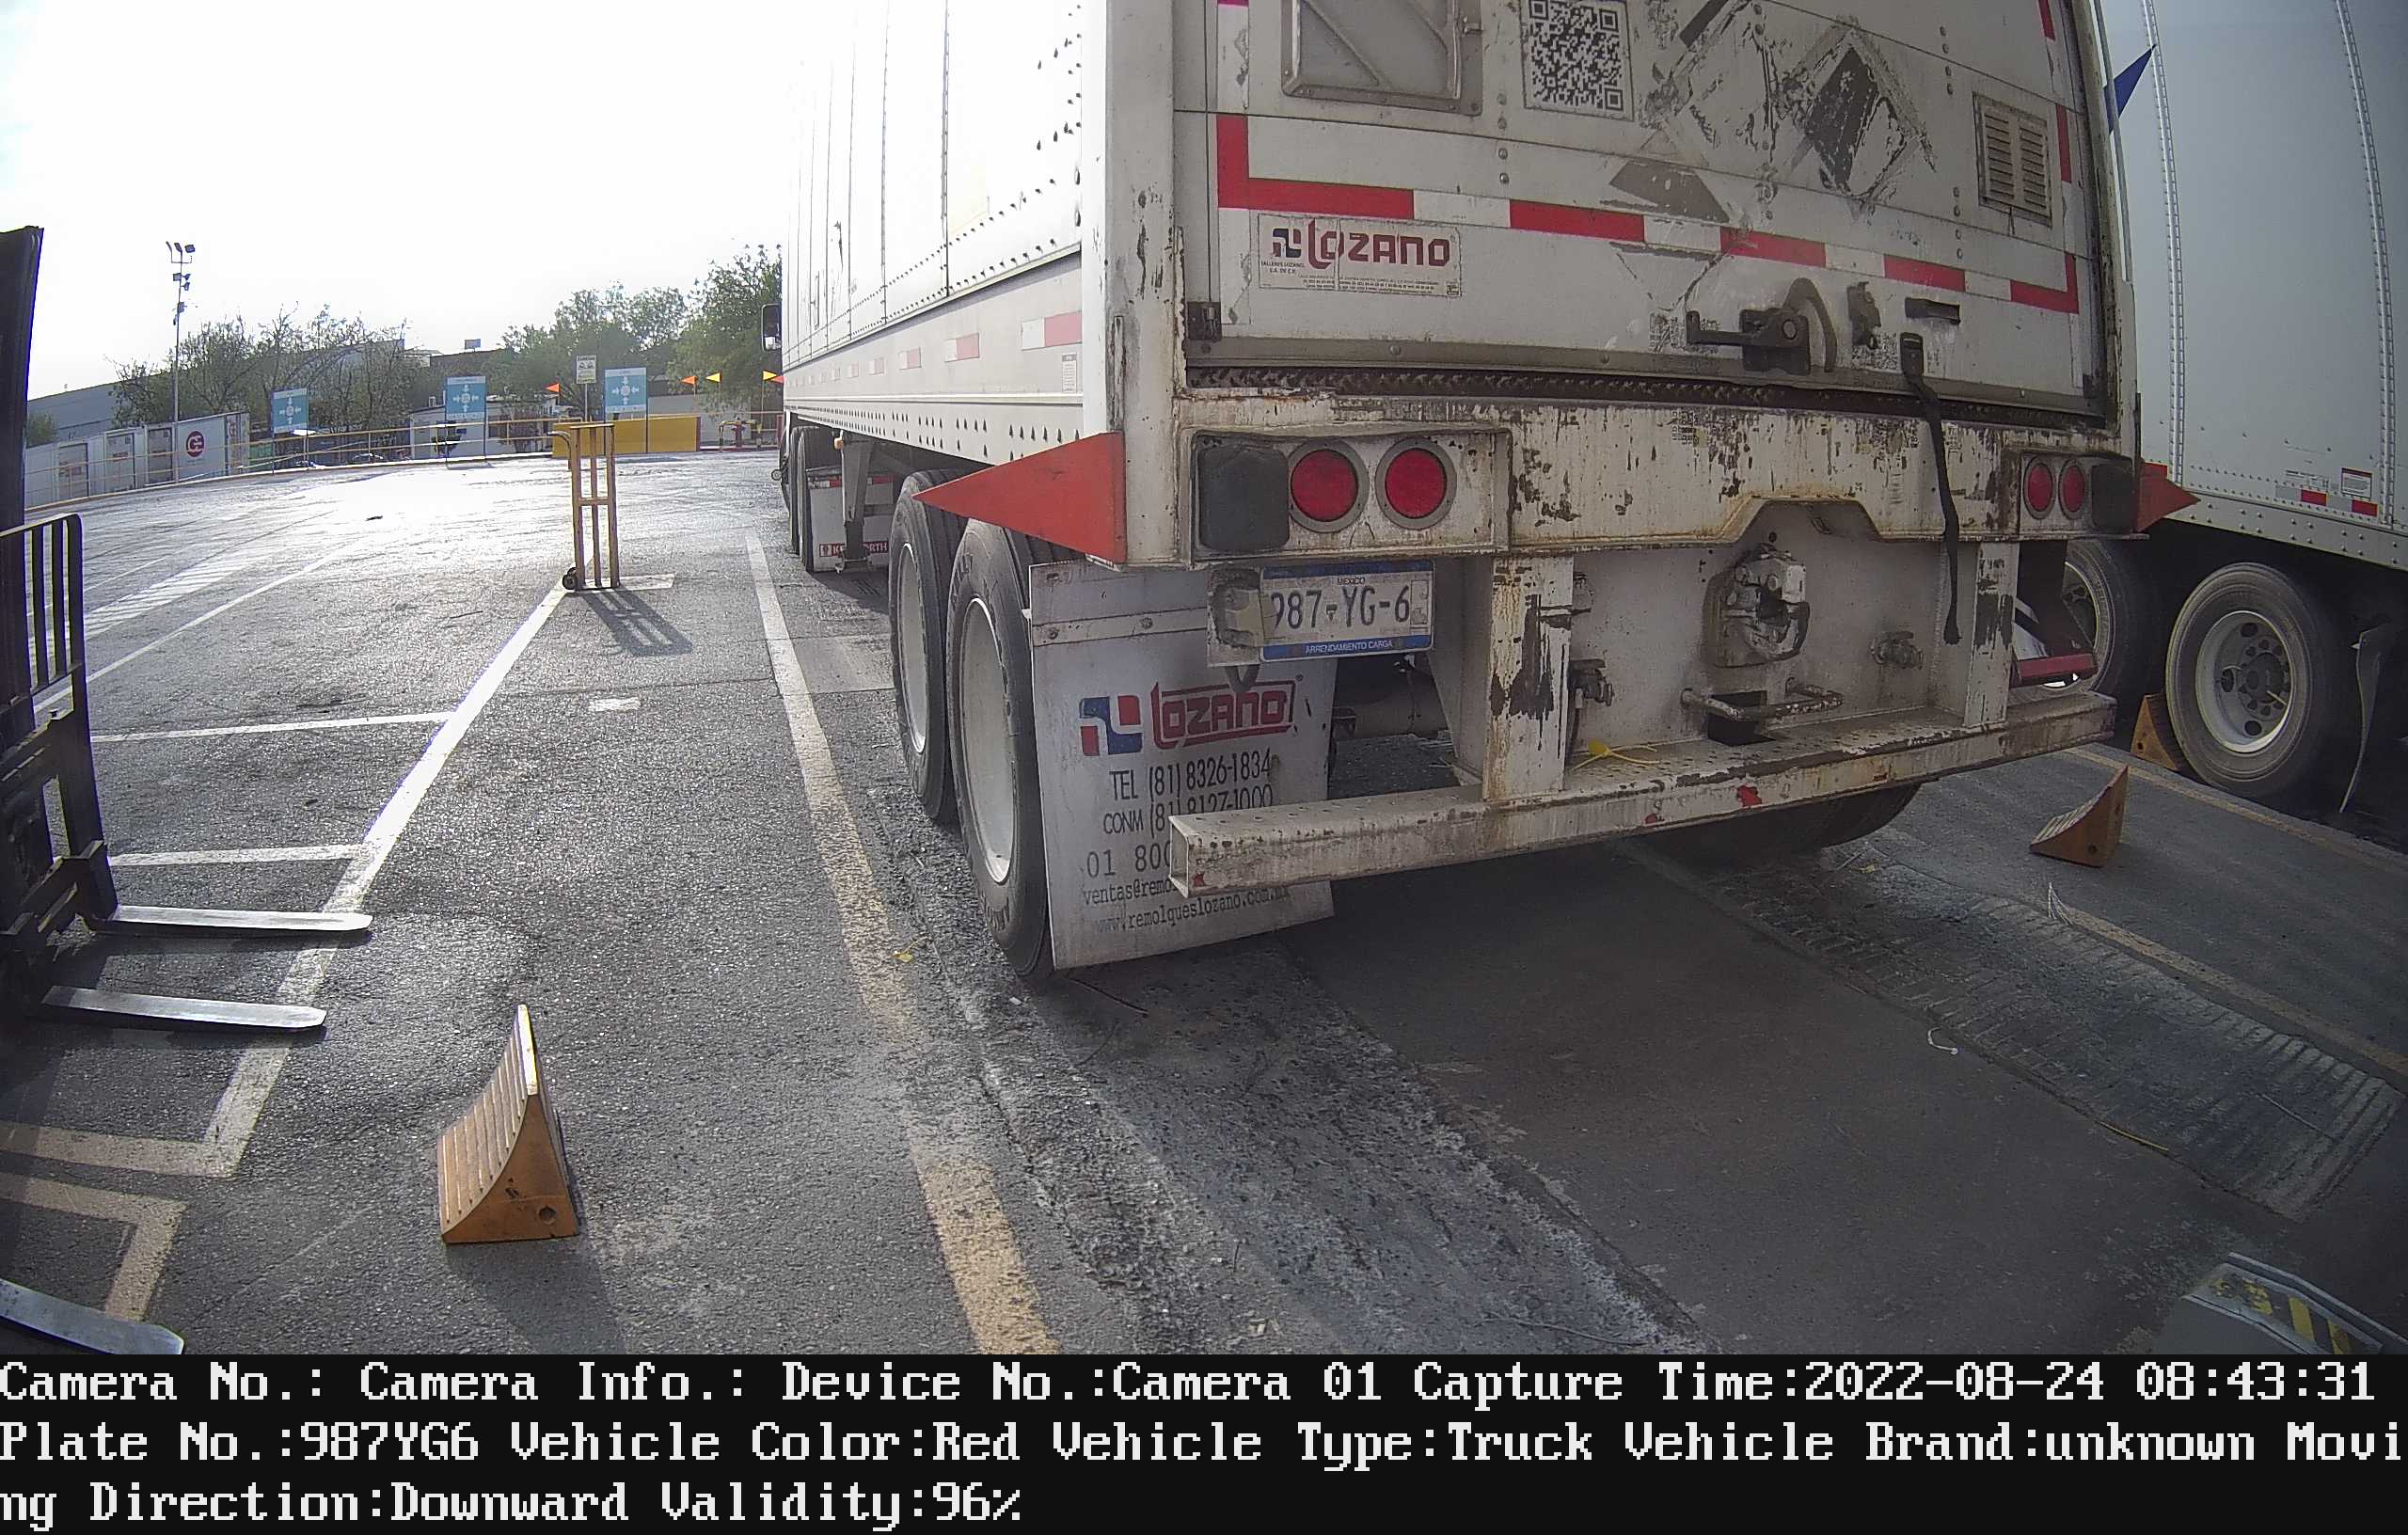 LOZANO
TALLERES LOZANO,
S.A. DE C.V.
MEXICO
987-YG-6
ARRENDAMIENTO CARGA
LOZANO
TEL (81) 8326-1834
CONM (81) 8127-1000
01 800
ventas@remo
www.remolqueslozano.com.mx
Camera No.: Camera Info.: Device No.:Camera 01 Capture Time:2022-08-24 08:43:31
Plate No.:987YG6 Vehicle Color:Red Vehicle Type:Truck Vehicle Brand:unknown Movi
ng Direction:Downward Validity:96%